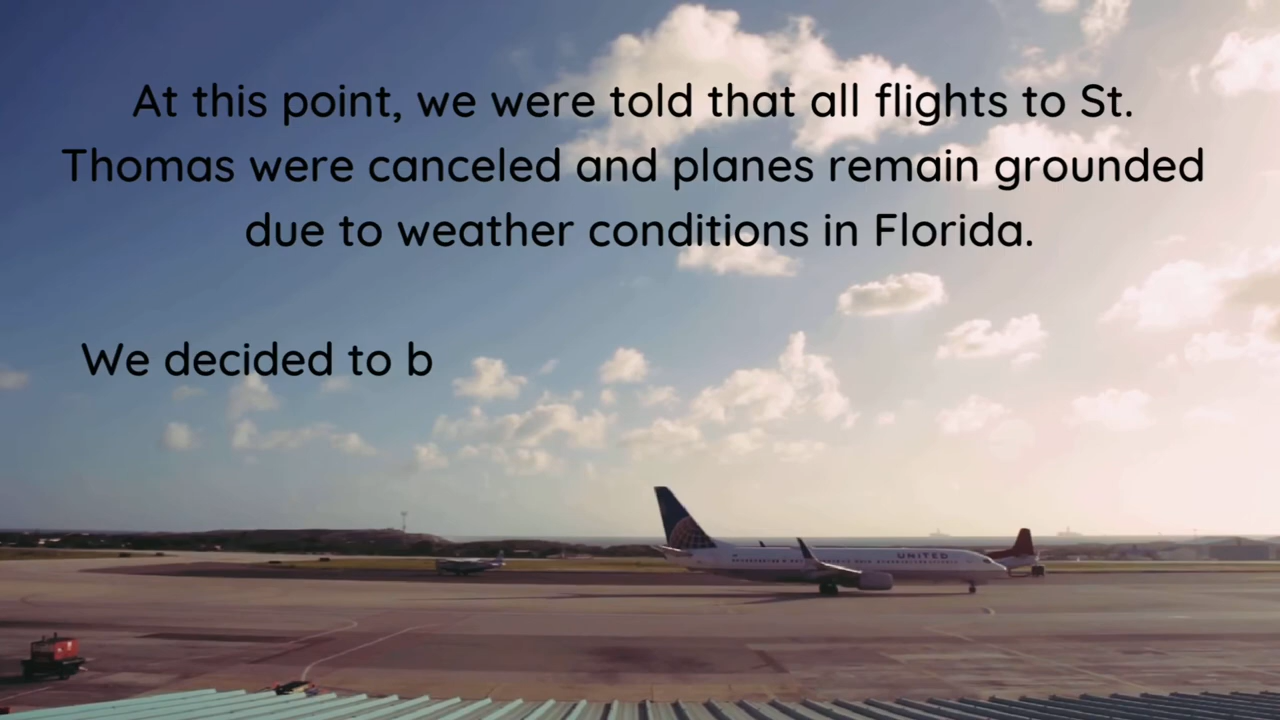 At this point, we were told that all flights to St.
Thomas were canceled and planes remain grounded
due to weather conditions in Florida.
We decided to b
UNITED